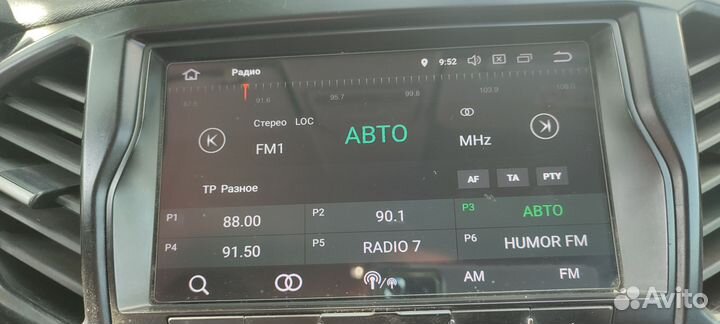 Радио 9:52
87.5 91.6 95.7 99.8 103.9 108.0
Стерео LOC
FM1 АВТО MHz
AF TA PTY
TP Разное
P1 88.00 P2 90.1 P3 АВТО
P4 91.50 P5 RADIO 7 P6 HUMOR FM
AM FM
Avito